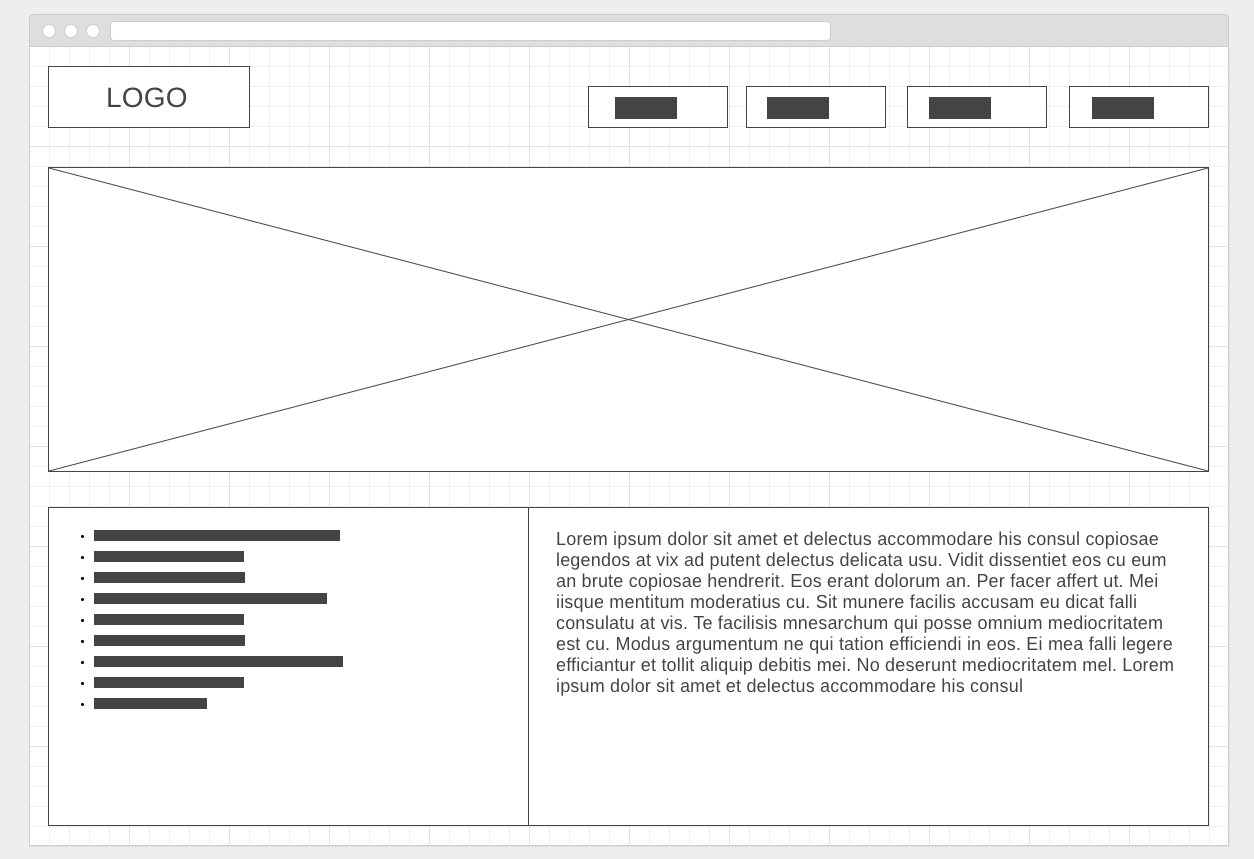 LOGO
Lorem ipsum dolor sit amet et delectus accommodare his consul copiosae
legendos at vix ad putent delectus delicata usu. Vidit dissentiet eos cu eum
an brute copiosae hendrerit. Eos erant dolorum an. Per facer affert ut. Mei
iisque mentitum moderatius cu. Sit munere facilis accusam eu dicat falli
consulatu at vis. Te facilisis mnesarchum qui posse omnium mediocritatem
est cu. Modus argumentum ne qui tation efficiendi in eos. Ei mea falli legere
efficiantur et tollit aliquip debitis mei. No deserunt mediocritatem mel. Lorem
ipsum dolor sit amet et delectus accommodare his consul